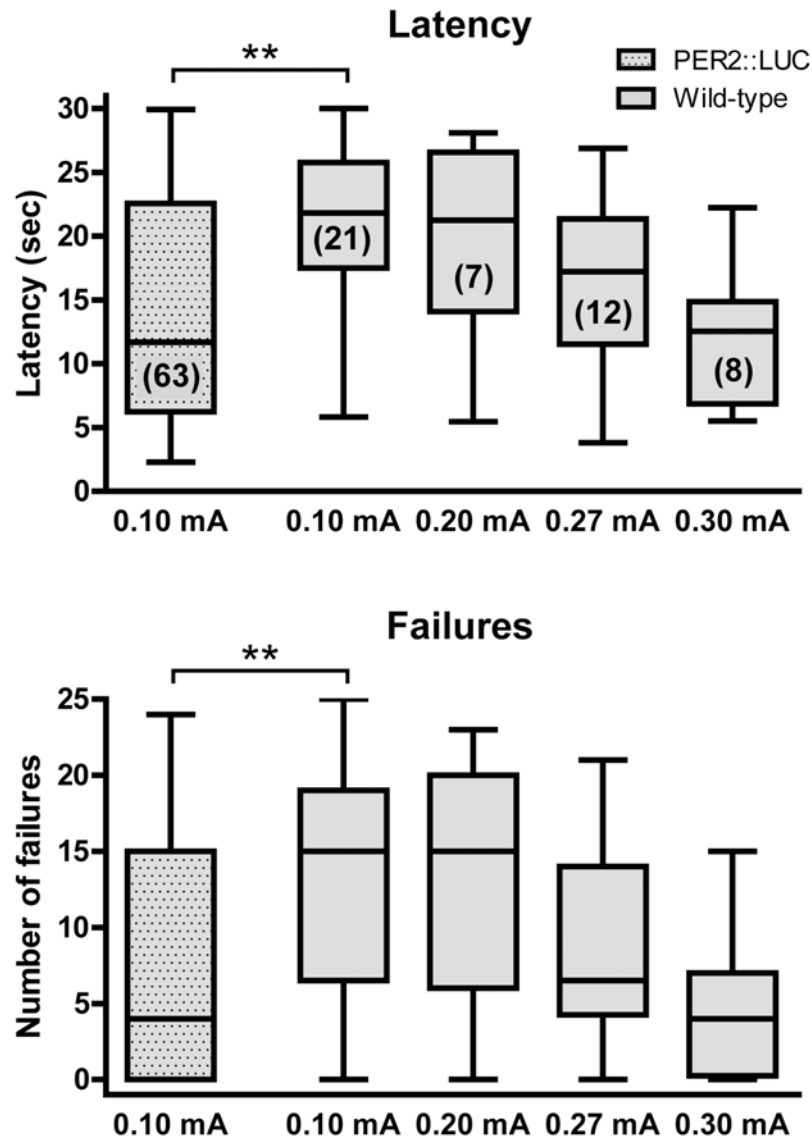 Latency
**
PER2::LUC
Wild-type
Latency (sec)
30
25
20
15
10
5
0
(63)
(21)
(7)
(12)
(8)
0.10 mA 0.10 mA 0.20 mA 0.27 mA 0.30 mA
Failures
**
Number of failures
25
20
15
10
5
0
0.10 mA 0.10 mA 0.20 mA 0.27 mA 0.30 mA